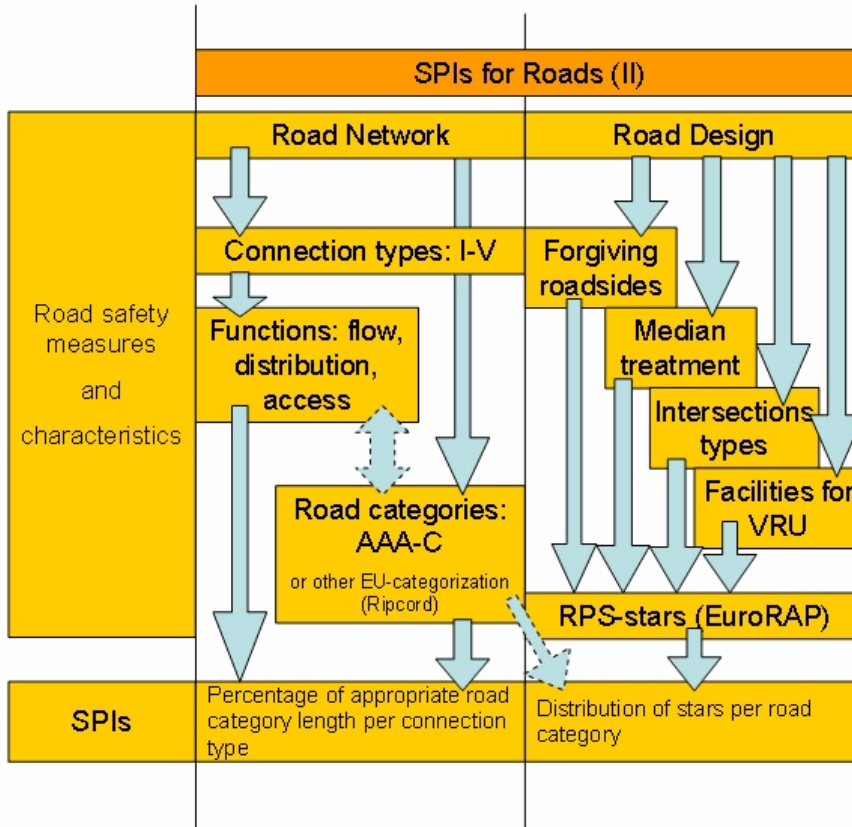 SPIs for Roads (II)
Road Network
Road Design
Connection types: I-V
Forgiving
roadsides
Road safety
measures
and
characteristics
Functions: flow,
distribution,
access
Median
treatment
Intersections
types
Facilities for
VRU
Road categories:
AAA-C
or other EU-categorization
(Ripcord)
RPS-stars (EuroRAP)
SPIs
Percentage of appropriate road
category length per connection
type
Distribution of stars per road
category